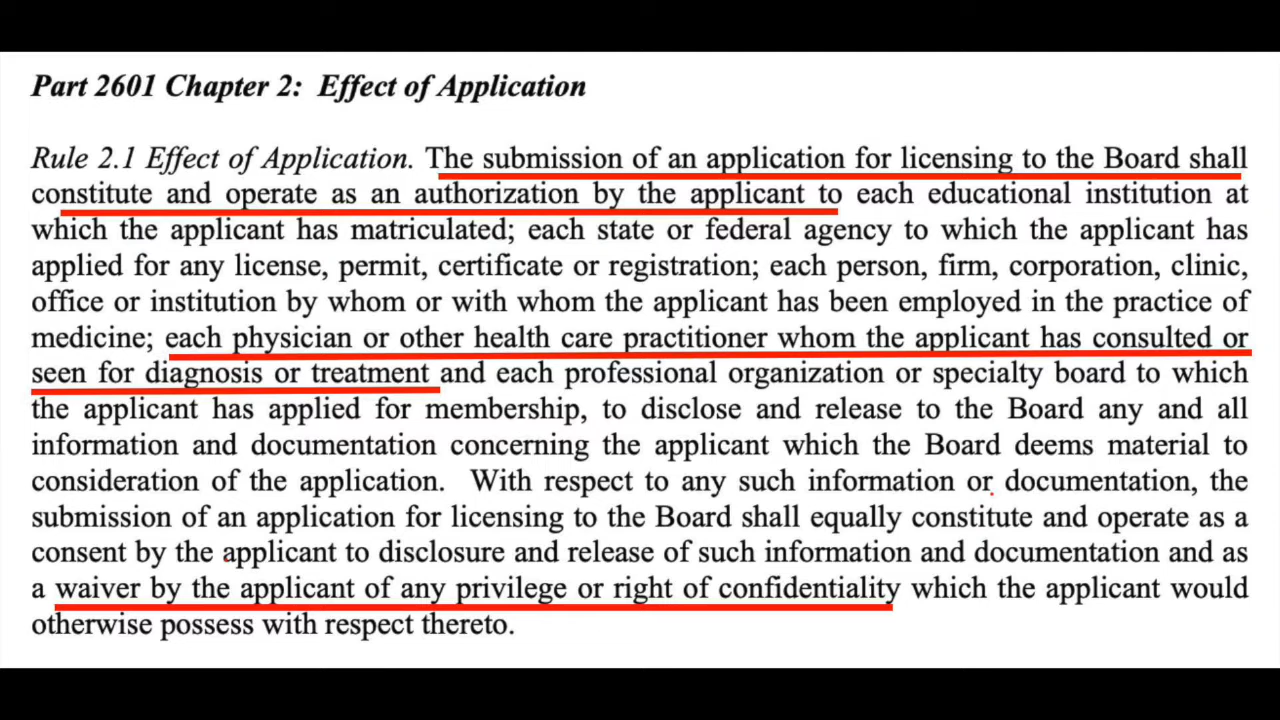 Part 2601 Chapter 2: Effect of Application
Rule 2.1 Effect of Application. The submission of an application for licensing to the Board shall
constitute and operate as an authorization by the applicant to each educational institution at
which the applicant has matriculated; each state or federal agency to which the applicant has
applied for any license, permit, certificate or registration; each person, firm, corporation, clinic,
office or institution by whom or with whom the applicant has been employed in the practice of
medicine; each physician or other health care practitioner whom the applicant has consulted or
seen for diagnosis or treatment and each professional organization or specialty board to which
the applicant has applied for membership, to disclose and release to the Board any and all
information and documentation concerning the applicant which the Board deems material to
consideration of the application. With respect to any such information or documentation, the
submission of an application for licensing to the Board shall equally constitute and operate as a
consent by the applicant to disclosure and release of such information and documentation and as
a waiver by the applicant of any privilege or right of confidentiality which the applicant would
otherwise possess with respect thereto.